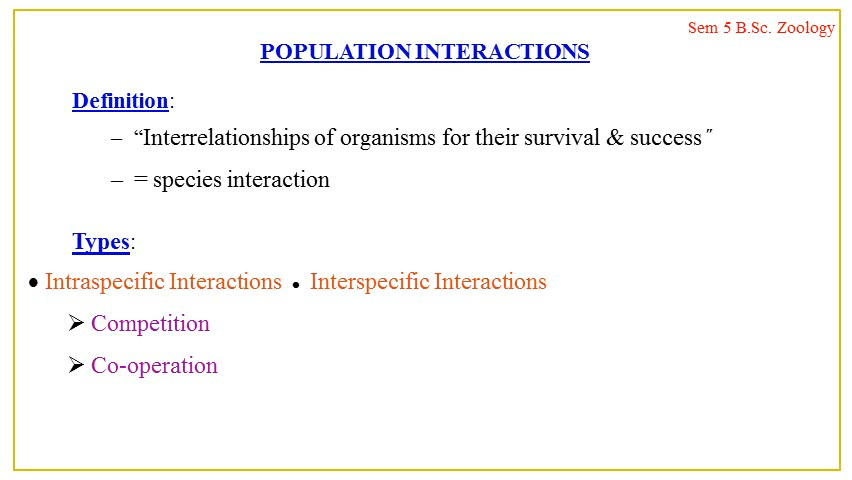 Sem 5 B.Sc. Zoology
POPULATION INTERACTIONS
Definition:
– “Interrelationships of organisms for their survival & success”
– = species interaction
Types:
• Intraspecific Interactions • Interspecific Interactions
➢ Competition
➢ Co-operation